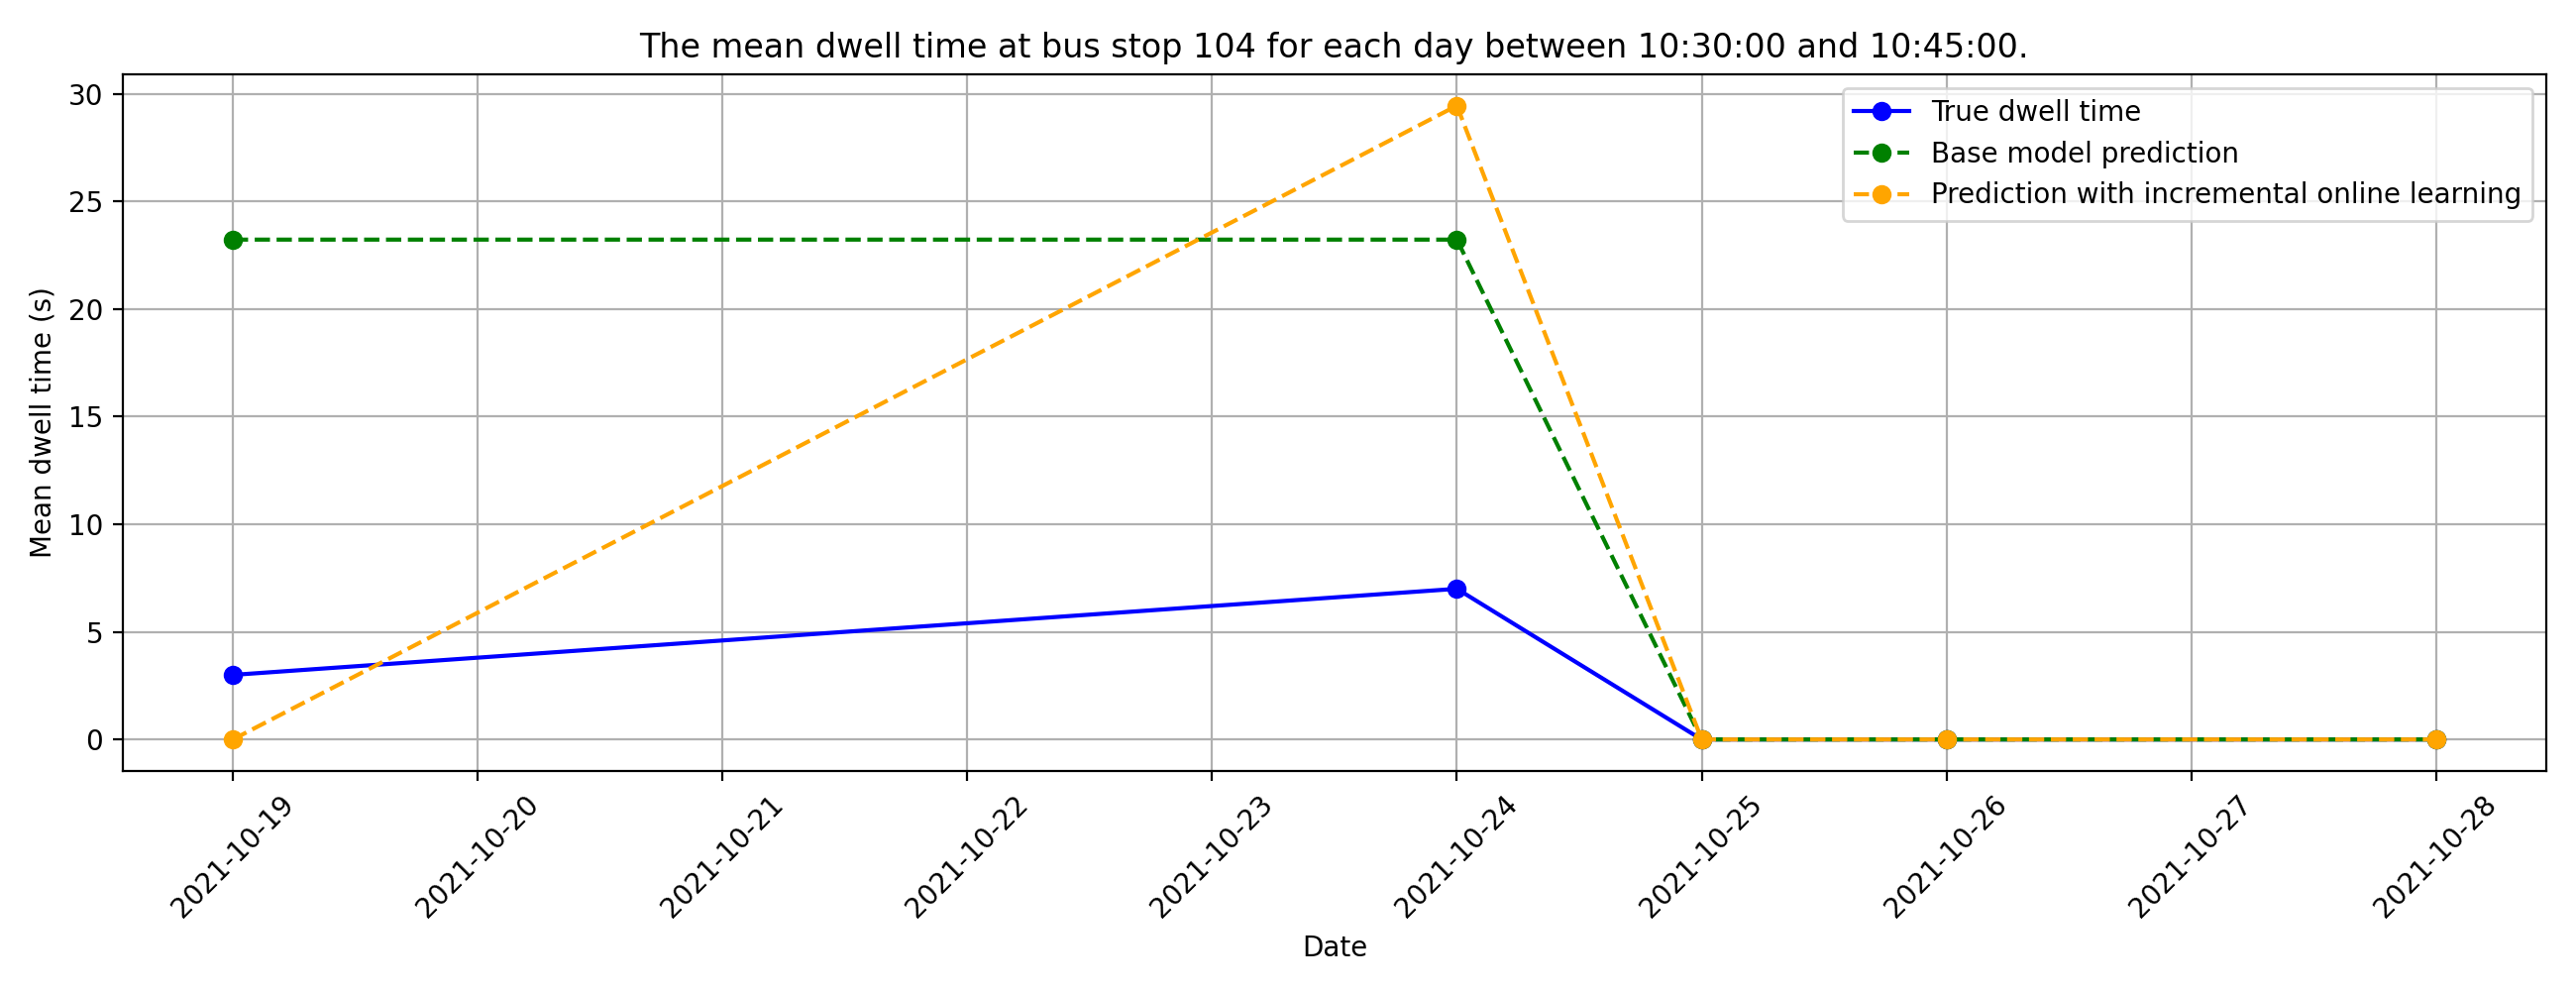 The mean dwell time at bus stop 104 for each day between 10:30:00 and 10:45:00.
30
25
20
15
10
5
0
Mean dwell time (s)
True dwell time
Base model prediction
Prediction with incremental online learning
2021-10-19
2021-10-20
2021-10-21
2021-10-22
2021-10-23
2021-10-24
2021-10-25
2021-10-26
2021-10-27
2021-10-28
Date